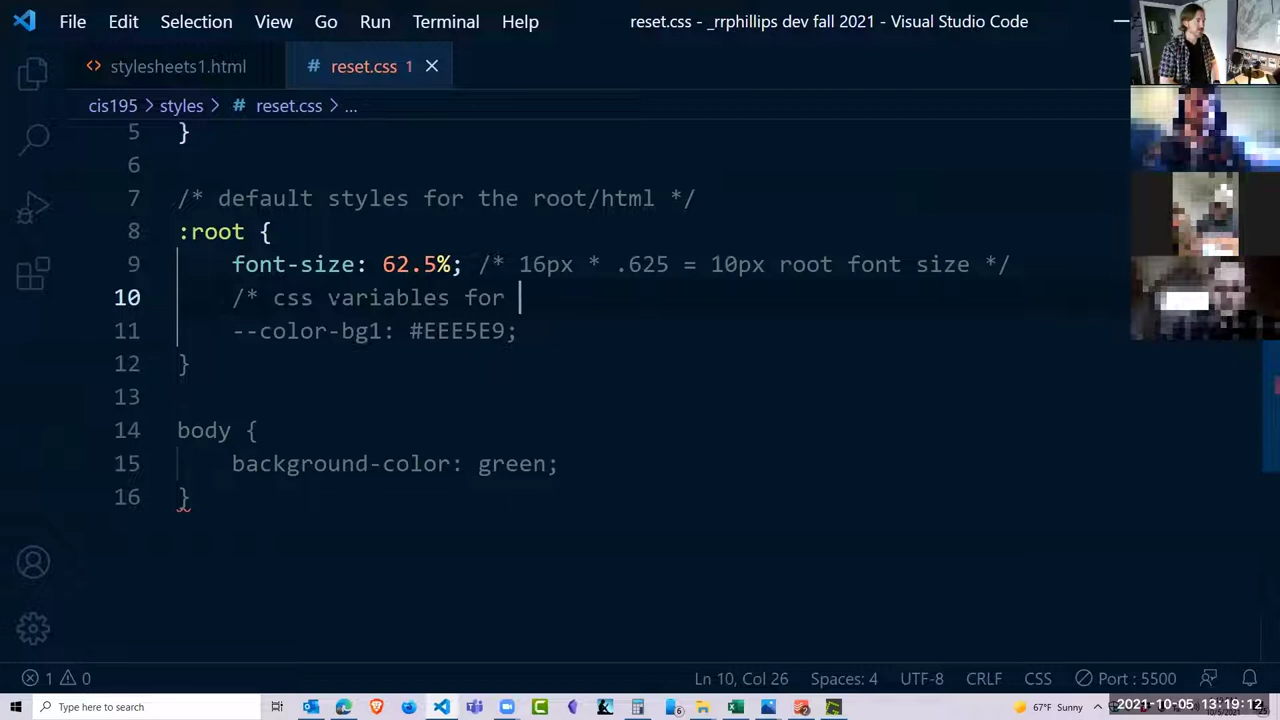 File Edit Selection View Go Run Terminal Help reset.css - _rrphillips dev fall 2021 - Visual Studio Code
<> stylesheets1.html # reset.css 1
cis195 > styles > # reset.css > ...
5 }
6
7 /* default styles for the root/html */
8 :root {
9 font-size: 62.5%; /* 16px * .625 = 10px root font size */
10 /* css variables for
11 --color-bg1: #EEE5E9;
12 }
13
14 body {
15 background-color: green;
16 }
1 0 Ln 10, Col 26 Spaces: 4 UTF-8 CRLF CSS Port : 5500
Type here to search 67°F Sunny 2021-10-05 13:19:12